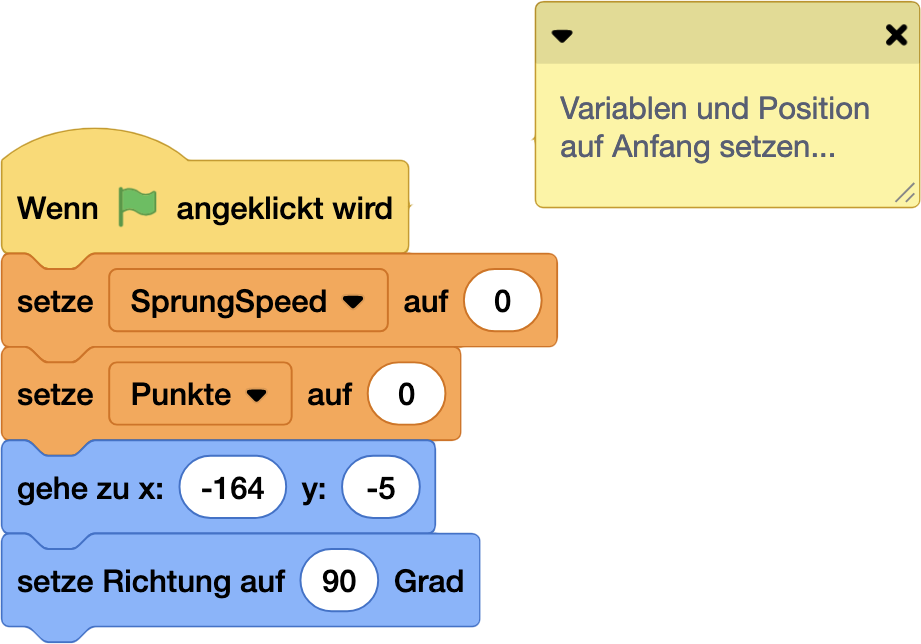 Variablen und Position
auf Anfang setzen...
Wenn angeklickt wird
setze SprungSpeed auf 0
setze Punkte auf 0
gehe zu x: -164 y: -5
setze Richtung auf 90 Grad